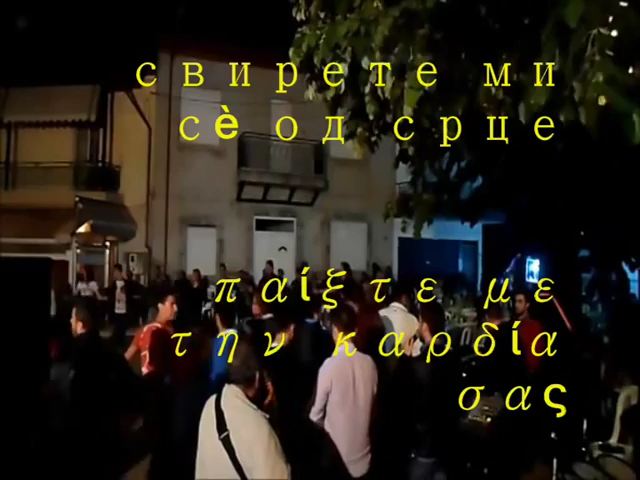 свирете ми
сѐ од срце
παίξτε με
την καρδία
σας